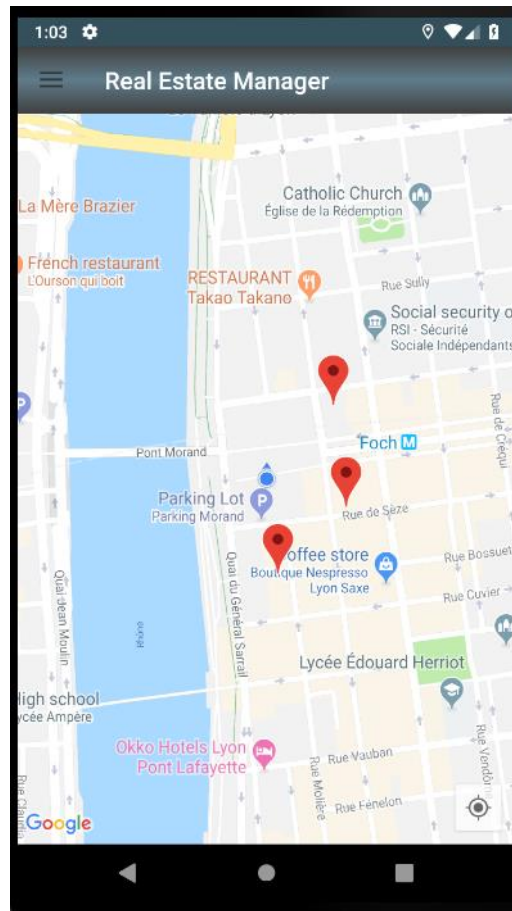 1:03
Real Estate Manager
La Mère Brazier
Catholic Church
Église de la Rédemption
French restaurant
L'Ourson qui boit
RESTAURANT
Takao Takano
Rue Sully
Social security o
RSI - Sécurité
Sociale Indépendants
Rue de Créqui
Foch M
Pont Morand
Parking Lot
Parking Morand
P
P
Rue de Sèze
offee store
Boutique Nespresso
Lyon Saxe
Rue Bossuet
Rue Cuvier
Quai Jean Moulin
Rhône
Quai du Général Sarrail
Lycée Édouard Herriot
High school
ycée Ampère
Okko Hotels Lyon
Pont Lafayette
Rue Molière
Rue Vauban
Rue Vendôme
Rue Fénelon
Rue Claudia
Google